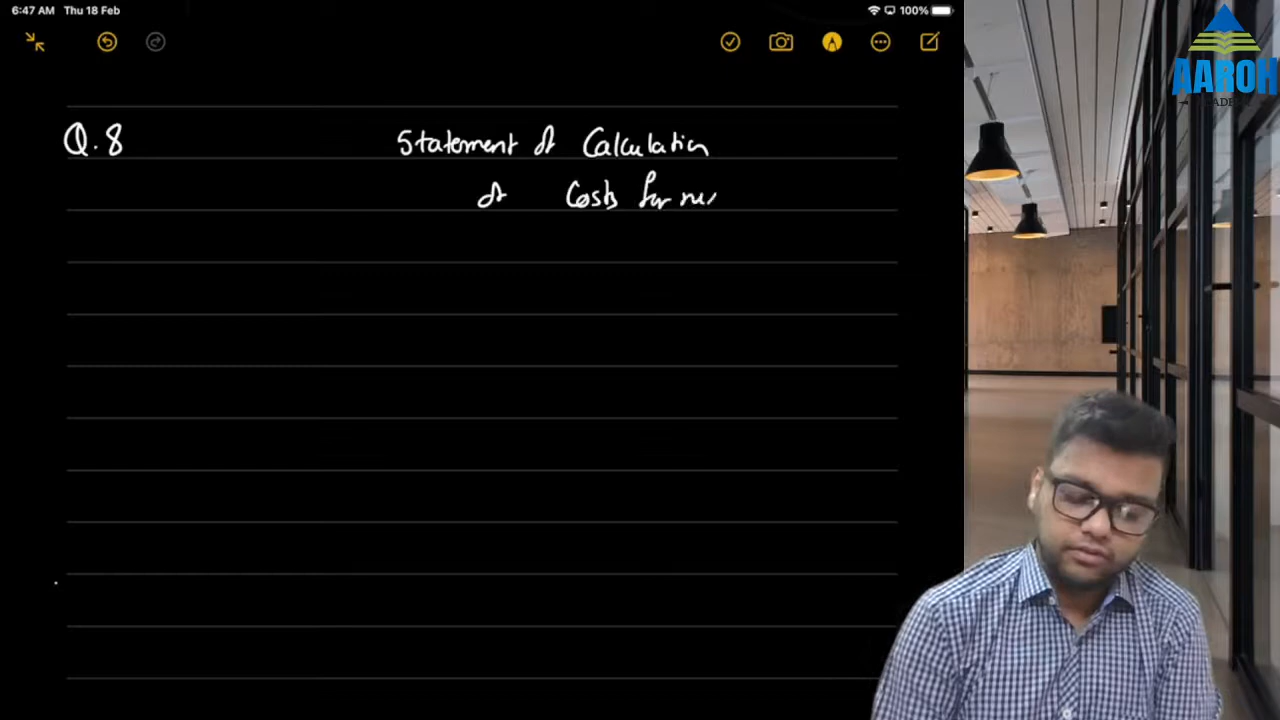 6:47 AM Thu 18 Feb
100%
AAROH
Q.8
Statement of Calculation
of Costs for